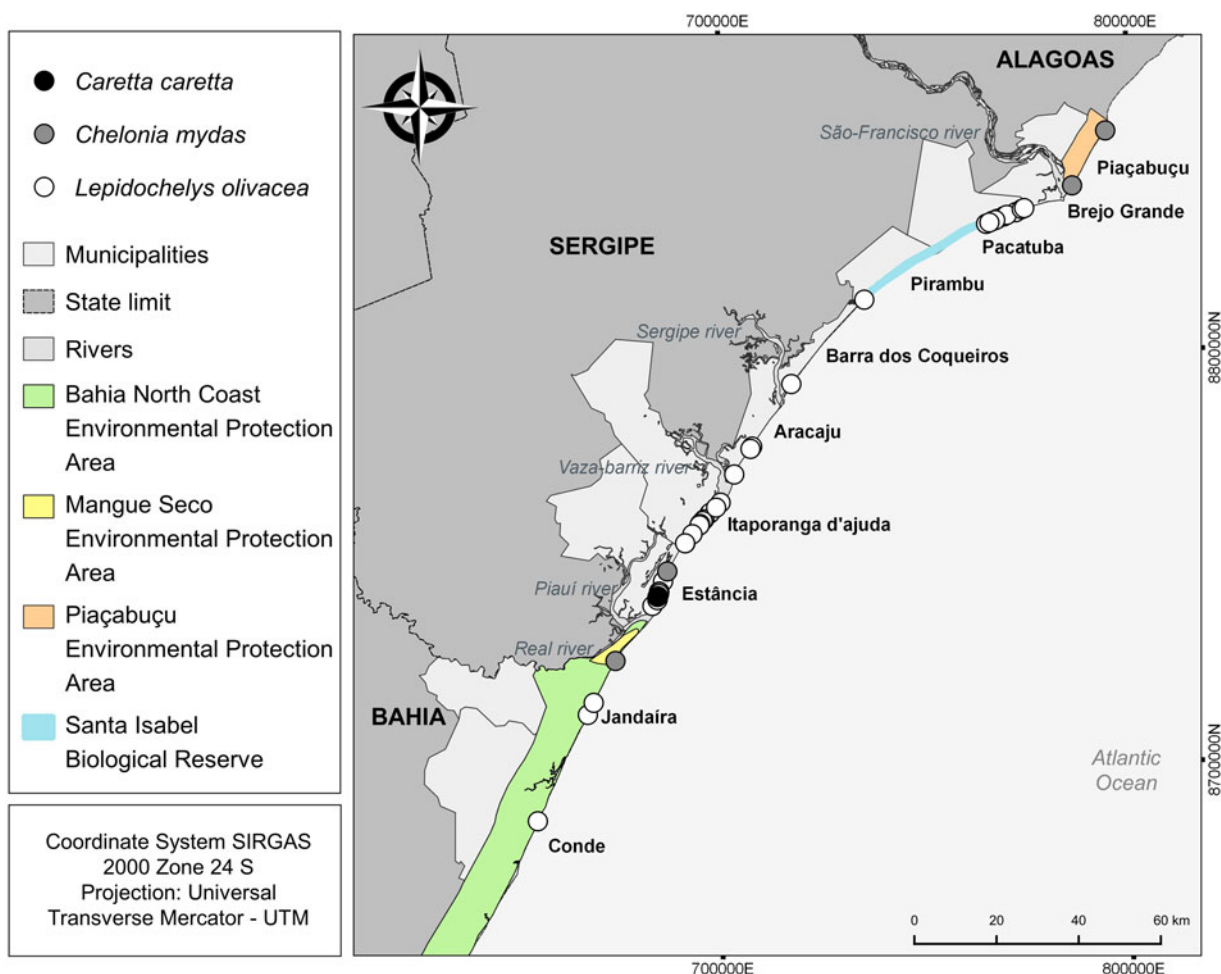 Caretta caretta
Chelonia mydas
Lepidochelys olivacea
Municipalities
State limit
Rivers
Bahia North Coast
Environmental Protection
Area
Mangue Seco
Environmental Protection
Area
Piaçabuçu
Environmental Protection
Area
Santa Isabel
Biological Reserve
Coordinate System SIRGAS
2000 Zone 24 S
Projection: Universal
Transverse Mercator - UTM
700000E
800000E
ALAGOAS
São-Francisco river
Piaçabuçu
Brejo Grande
SERGIPE
Pacatuba
Pirambu
Sergipe river
8800000N
Barra dos Coqueiros
Aracaju
Vaza-barriz river
Itaporanga d'ajuda
Piauí river
Estância
Real river
BAHIA
Jandaíra
Atlantic
Ocean
8700000N
Conde
0 20 40 60 km
700000E
800000E